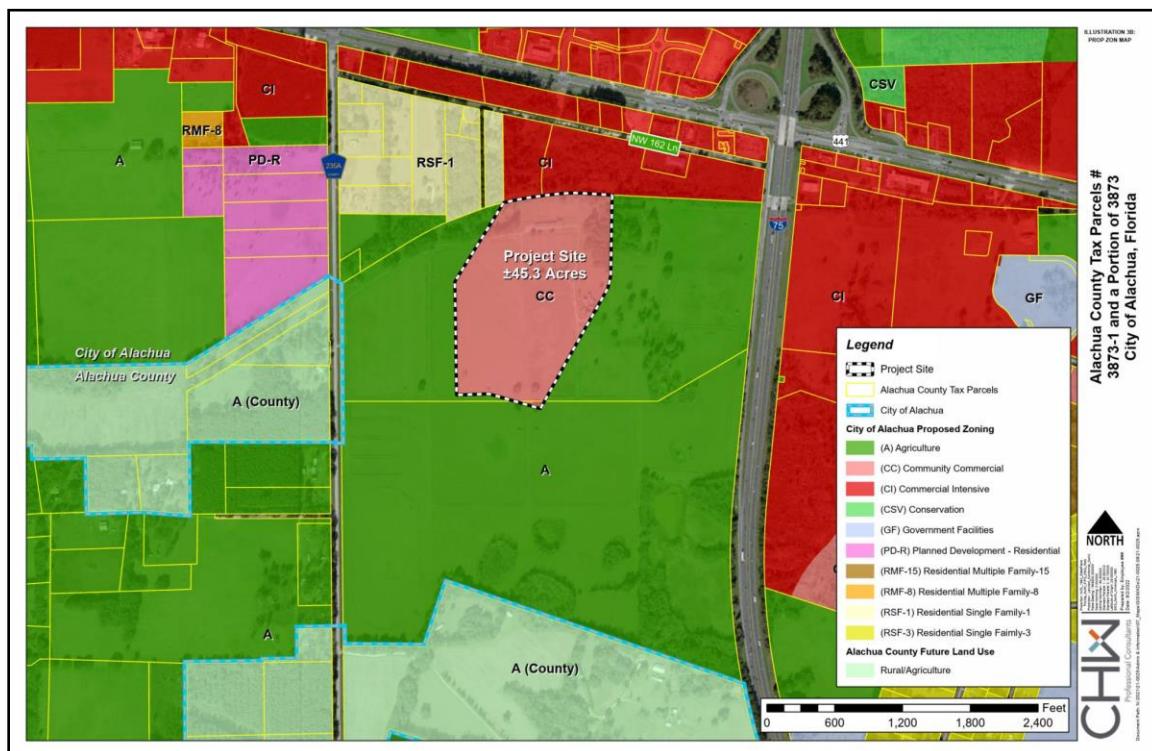 ILLUSTRATION 3B:
PROP ZON MAP
Alachua County Tax Parcels #
3873-1 and a Portion of 3873
City of Alachua, Florida
CI
CSV
RMF-8
A
PD-R
235A
RSF-1
CI
NW 162 Ln
441
75
Project Site
±45.3 Acres
CC
CI
GF
City of Alachua
Alachua County
A (County)
A
A
A (County)
Legend
Project Site
Alachua County Tax Parcels
City of Alachua
City of Alachua Proposed Zoning
(A) Agriculture
(CC) Community Commercial
(CI) Commercial Intensive
(CSV) Conservation
(GF) Government Facilities
(PD-R) Planned Development - Residential
(RMF-15) Residential Multiple Family-15
(RMF-8) Residential Multiple Family-8
(RSF-1) Residential Single Family-1
(RSF-3) Residential Single Faimly-3
Alachua County Future Land Use
Rural/Agriculture
Feet
0 600 1,200 1,800 2,400
NORTH
CHW
Professional Consultants